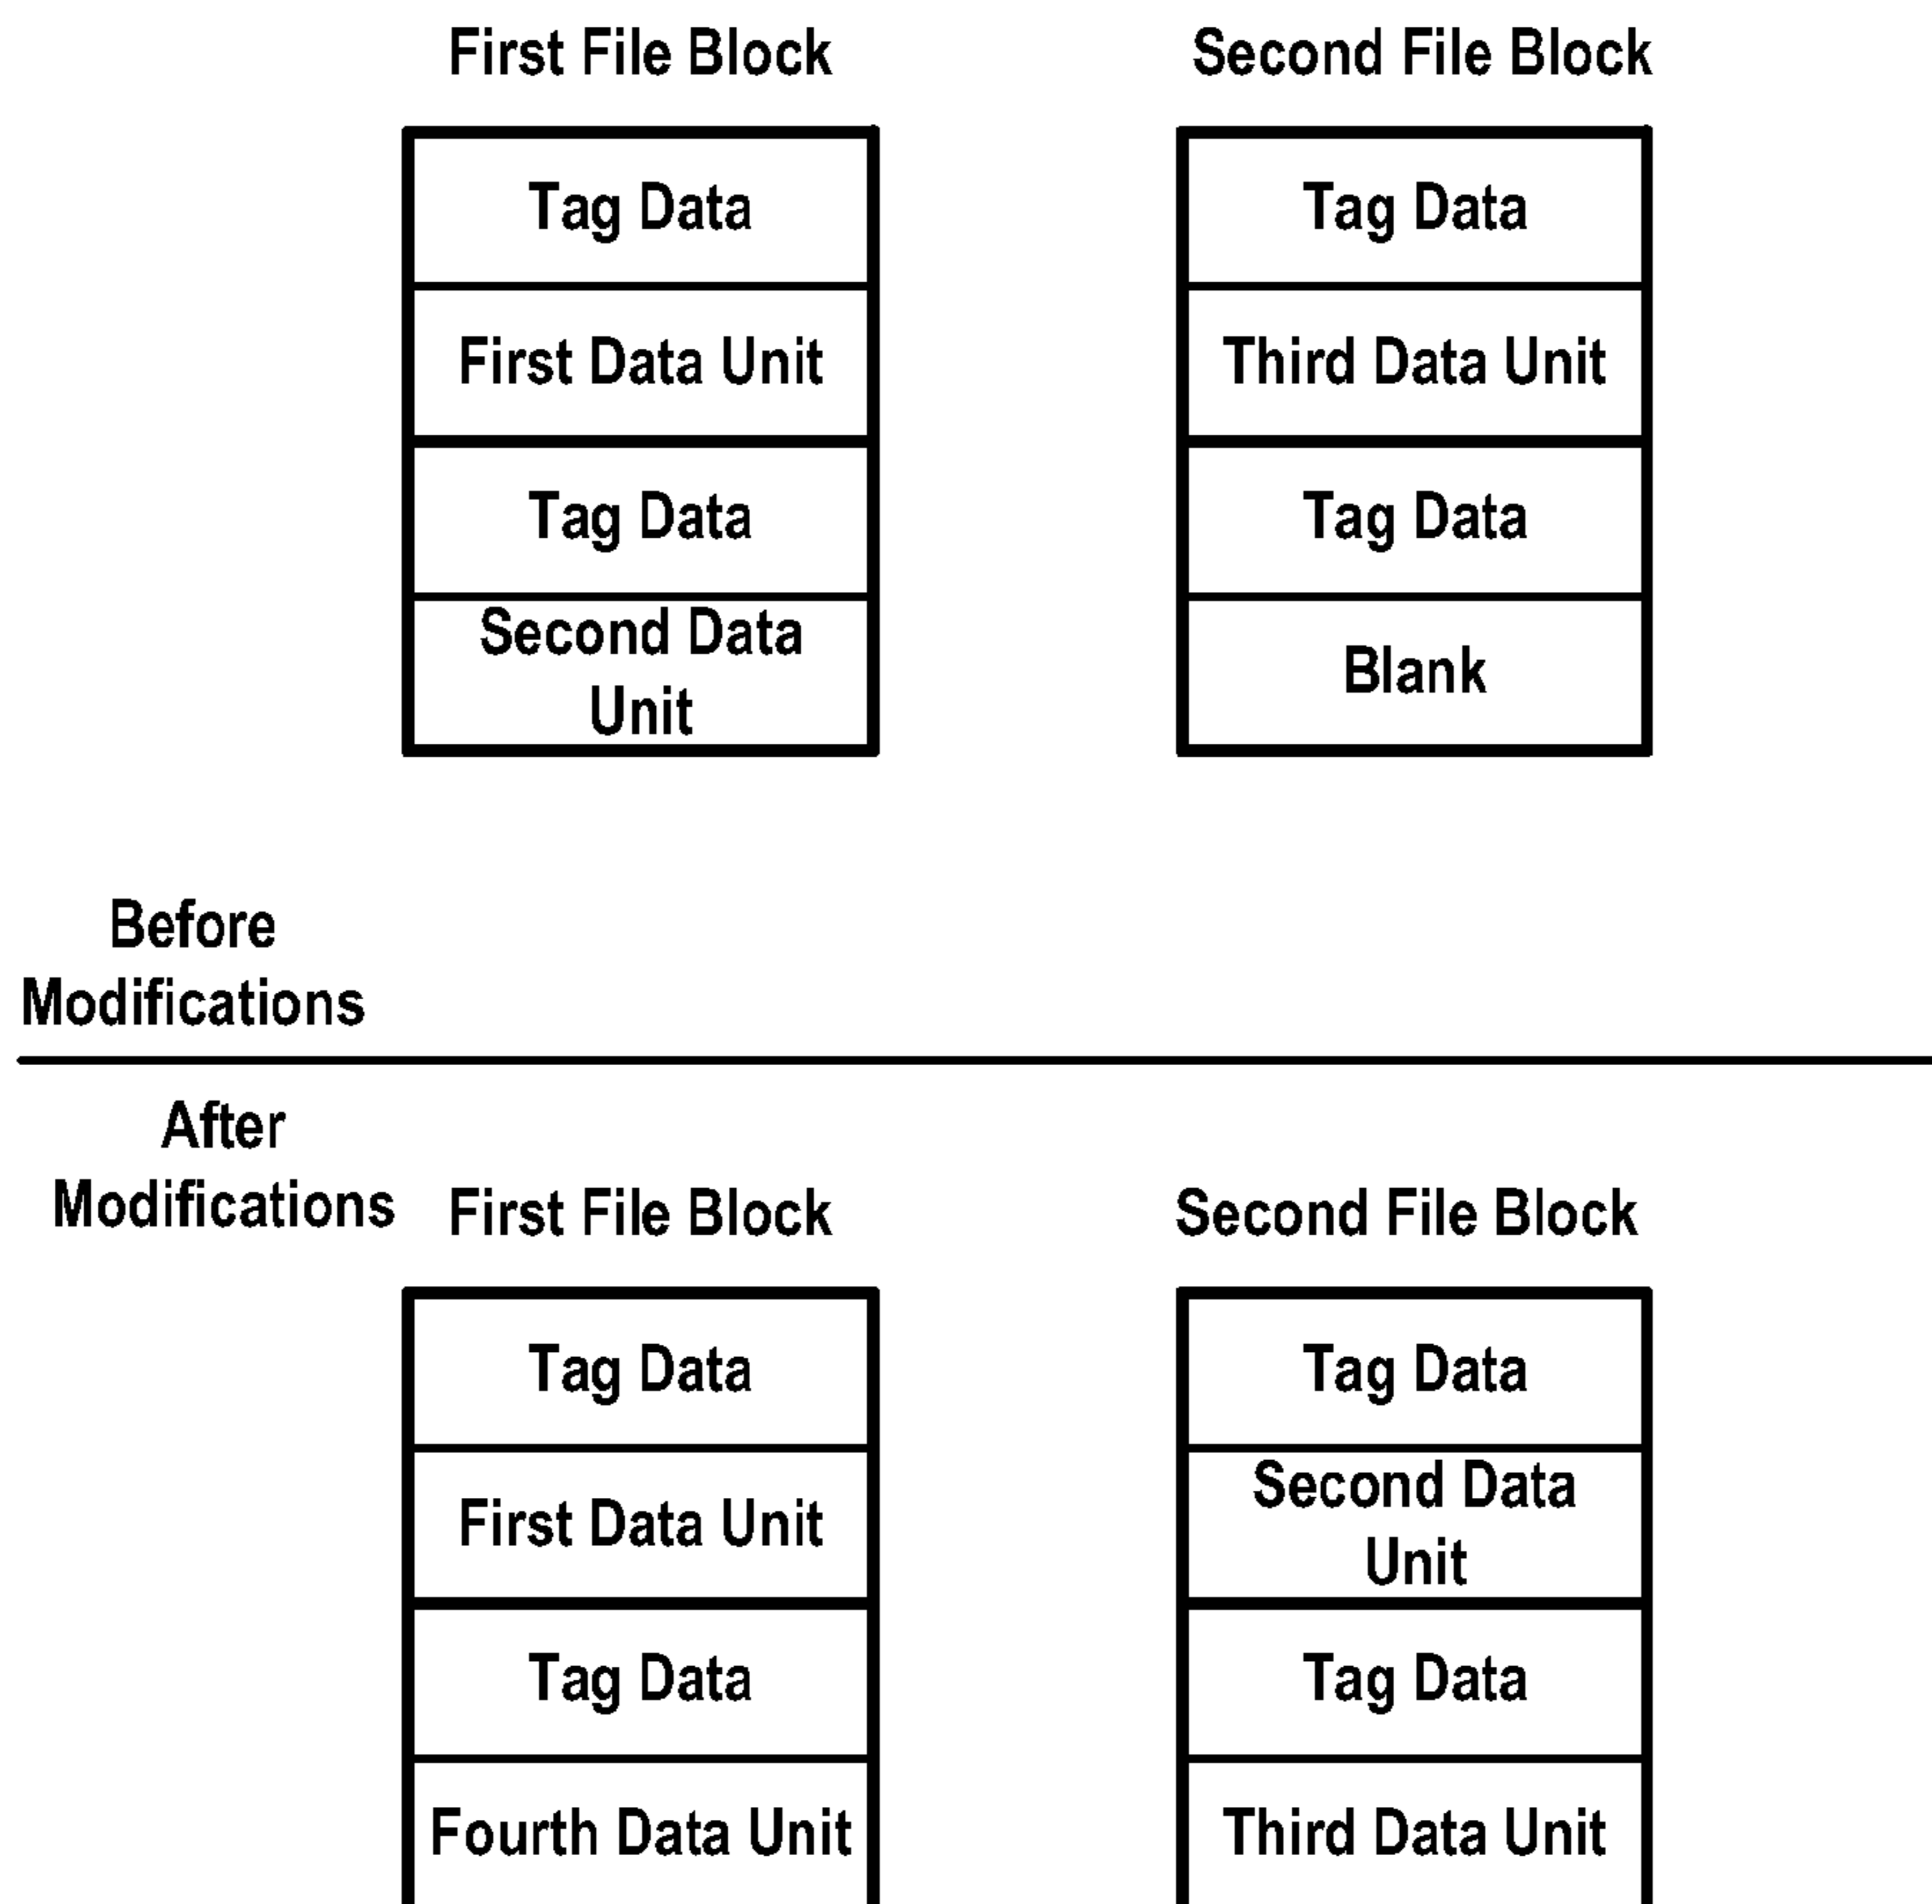 First File Block
Second File Block
Tag Data
First Data Unit
Tag Data
Second Data
Unit
Tag Data
Third Data Unit
Tag Data
Blank
Before
Modifications
After
Modifications
First File Block
Second File Block
Tag Data
First Data Unit
Tag Data
Fourth Data Unit
Tag Data
Second Data
Unit
Tag Data
Third Data Unit